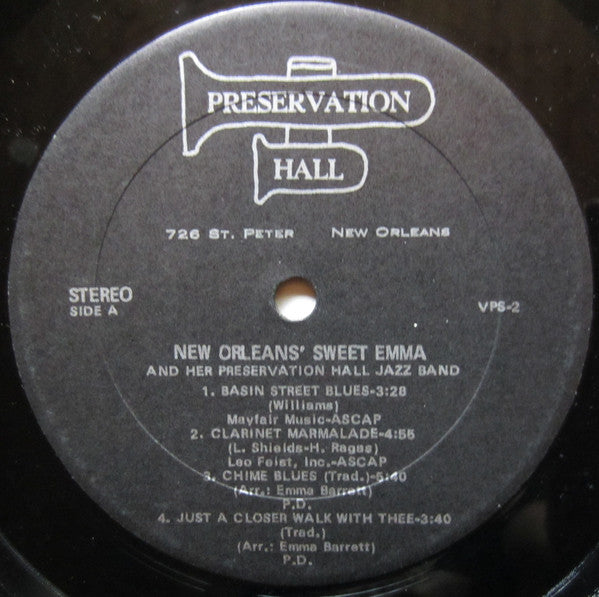 PRESERVATION
HALL
726 ST. PETER NEW ORLEANS
STEREO
SIDE A
VPS-2
NEW ORLEANS' SWEET EMMA
AND HER PRESERVATION HALL JAZZ BAND
1. BASIN STREET BLUES-3:28
(Williams)
Mayfair Music-ASCAP
2. CLARINET MARMALADE-4:55
(L. Shields-H. Ragas)
Leo Feist, Inc.-ASCAP
3. CHIME BLUES (Trad.)-5:40
(Arr.: Emma Barrett)
P.D.
4. JUST A CLOSER WALK WITH THEE-3:40
(Trad.)
(Arr.: Emma Barrett)
P.D.